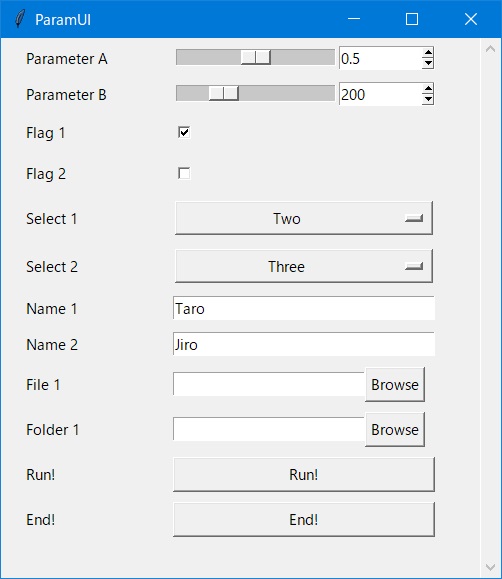 ParamUI
Parameter A 0.5
Parameter B 200
Flag 1
Flag 2
Select 1 Two
Select 2 Three
Name 1 Taro
Name 2 Jiro
File 1 Browse
Folder 1 Browse
Run! Run!
End! End!